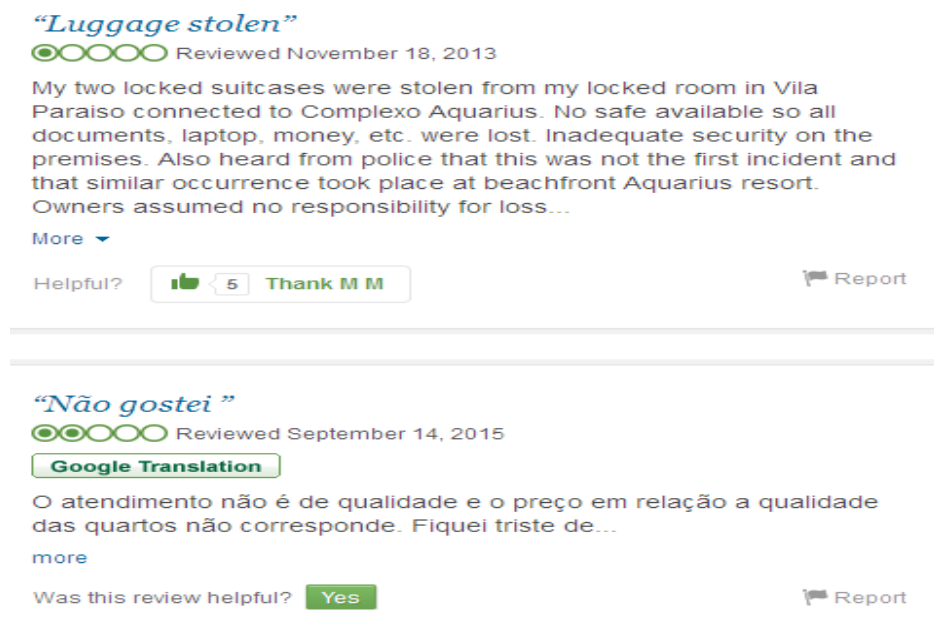 “Luggage stolen”
Reviewed November 18, 2013
My two locked suitcases were stolen from my locked room in Vila
Paraiso connected to Complexo Aquarius. No safe available so all
documents, laptop, money, etc. were lost. Inadequate security on the
premises. Also heard from police that this was not the first incident and
that similar occurrence took place at beachfront Aquarius resort.
Owners assumed no responsibility for loss...
More
Helpful? 5 Thank M M Report
“Não gostei ”
Reviewed September 14, 2015
Google Translation
O atendimento não é de qualidade e o preço em relação a qualidade
das quartos não corresponde. Fiquei triste de...
more
Was this review helpful? Yes Report